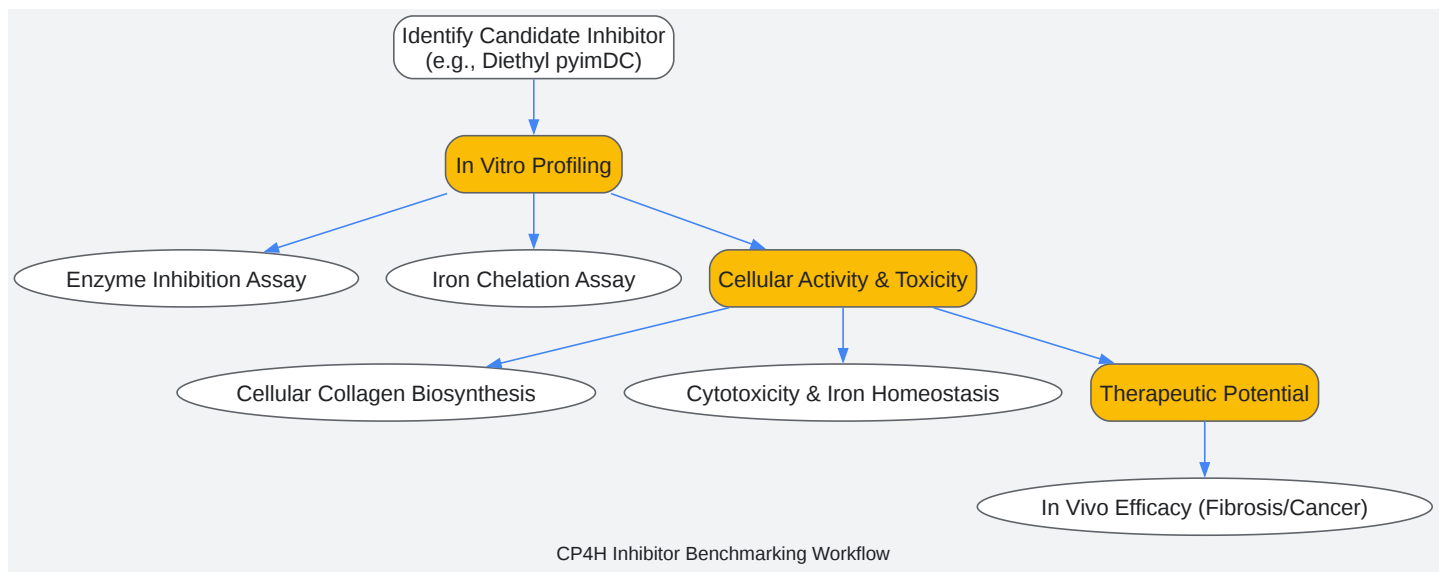 Identify Candidate Inhibitor
(e.g., Diethyl pyimDC)
In Vitro Profiling
Enzyme Inhibition Assay
Iron Chelation Assay
Cellular Activity & Toxicity
Cellular Collagen Biosynthesis
Cytotoxicity & Iron Homeostasis
Therapeutic Potential
In Vivo Efficacy (Fibrosis/Cancer)
CP4H Inhibitor Benchmarking Workflow